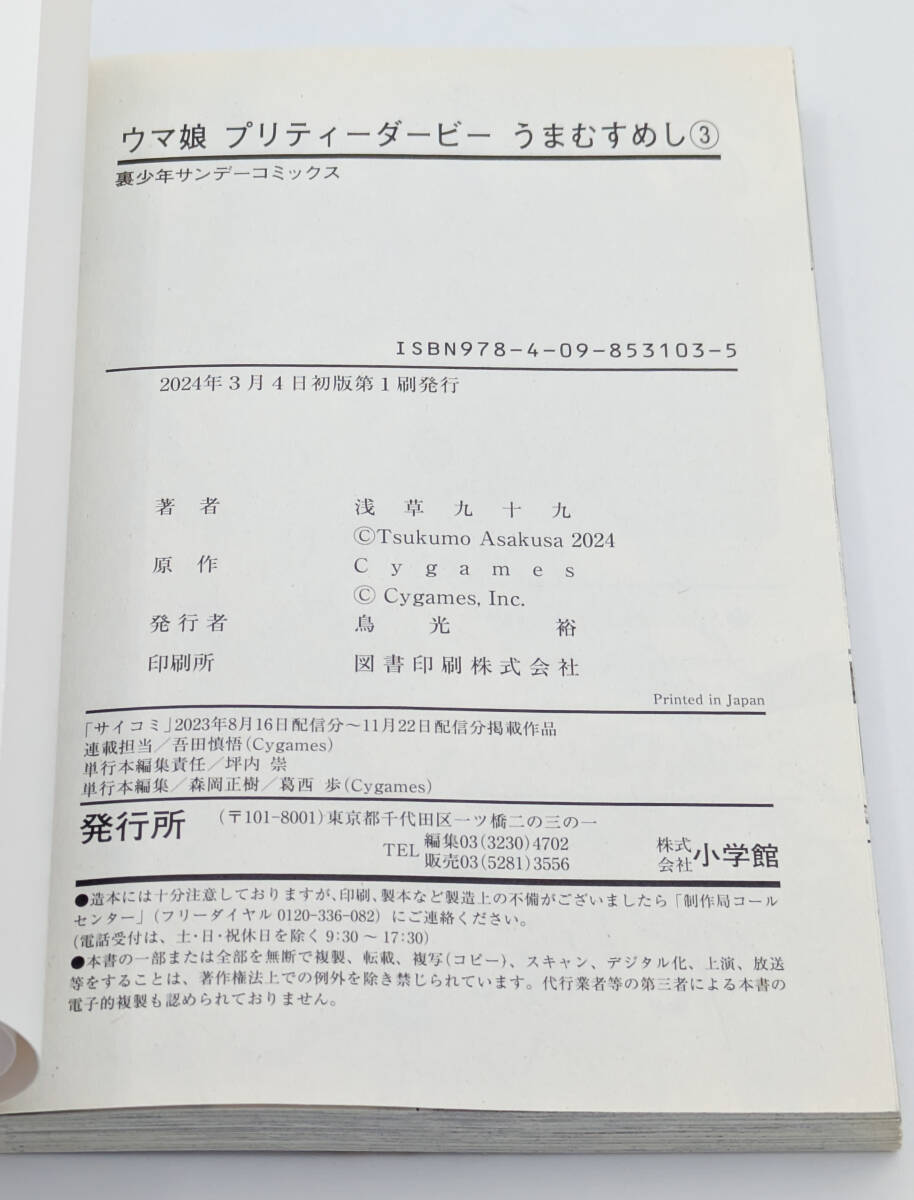 ウマ娘 プリティーダービー うまむすめし③
裏少年サンデーコミックス
ISBN978-4-09-853103-5
2024年3月4日初版第1刷発行
著者 浅草九十九
©Tsukumo Asakusa 2024
原作 Cygames
© Cygames, Inc.
発行者 鳥光 裕
印刷所 図書印刷株式会社
Printed in Japan
「サイコミ」2023年8月16日配信分〜11月22日配信分掲載作品
連載担当／吾田慎悟(Cygames)
単行本編集責任／坪内 崇
単行本編集／森岡正樹／葛西 歩(Cygames)
発行所 (〒101-8001)東京都千代田区一ツ橋二の三の一
TEL 編集03(3230)4702
販売03(5281)3556
株式会社 小学館
●造本には十分注意しておりますが、印刷、製本など製造上の不備がございましたら「制作局コール
センター」(フリーダイヤル0120-336-082)にご連絡ください。
(電話受付は、土・日・祝休日を除く9:30〜17:30)
●本書の一部または全部を無断で複製、転載、複写(コピー)、スキャン、デジタル化、上演、放送
等をすることは、著作権法上での例外を除き禁じられています。代行業者等の第三者による本書の
電子的複製も認められておりません。